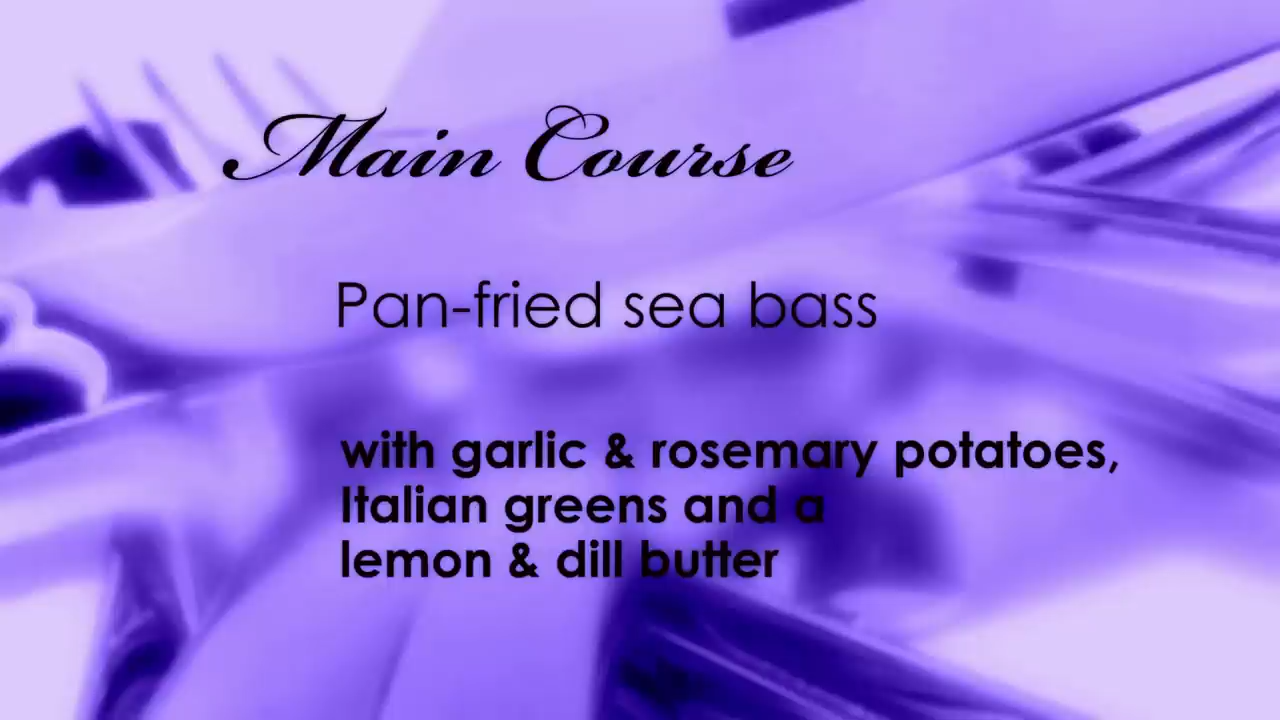 Main Course
Pan-fried sea bass
with garlic & rosemary potatoes,
Italian greens and a
lemon & dill butter